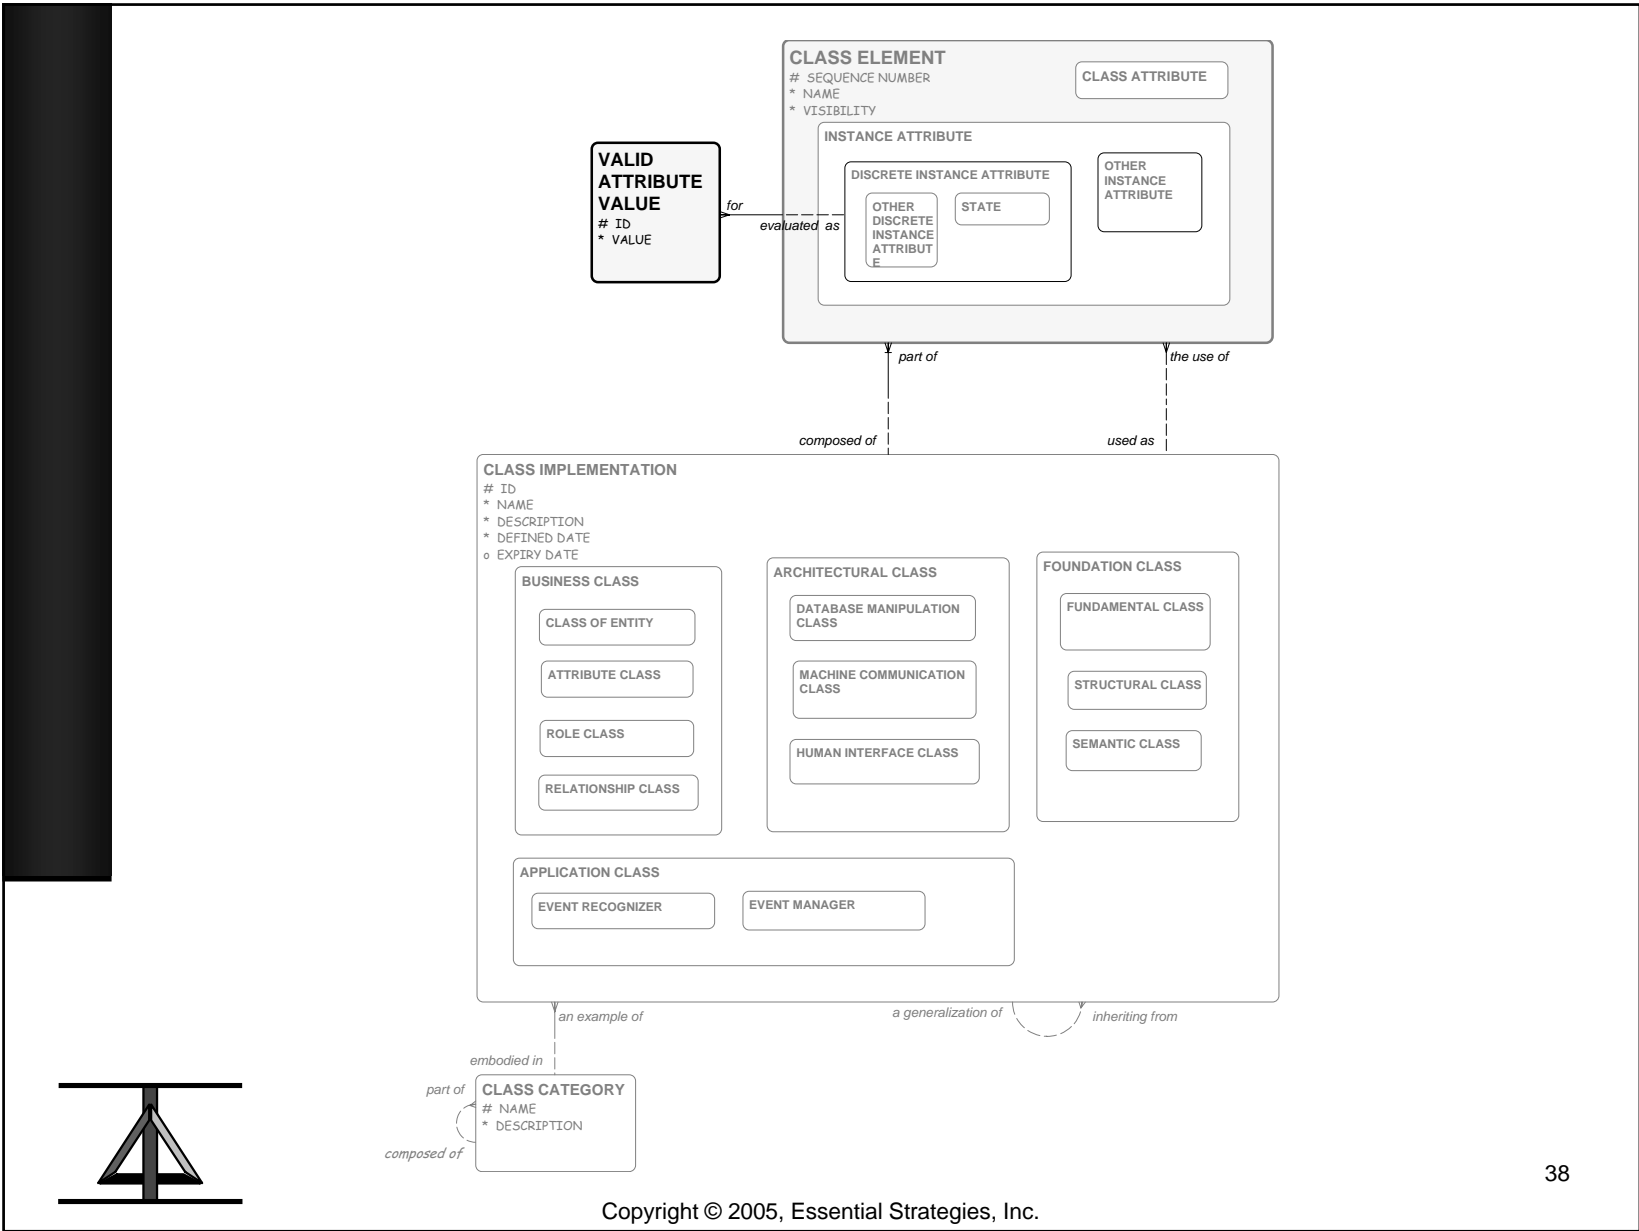 CLASS ELEMENT
# SEQUENCE NUMBER
* NAME
* VISIBILITY
CLASS ATTRIBUTE
INSTANCE ATTRIBUTE
DISCRETE INSTANCE ATTRIBUTE
OTHER
DISCRETE
INSTANCE
ATTRIBUT
E
STATE
OTHER
INSTANCE
ATTRIBUTE
VALID
ATTRIBUTE
VALUE
# ID
* VALUE
for
evaluated as
part of
the use of
composed of
used as
CLASS IMPLEMENTATION
# ID
* NAME
* DESCRIPTION
* DEFINED DATE
o EXPIRY DATE
BUSINESS CLASS
CLASS OF ENTITY
ATTRIBUTE CLASS
ROLE CLASS
RELATIONSHIP CLASS
ARCHITECTURAL CLASS
DATABASE MANIPULATION
CLASS
MACHINE COMMUNICATION
CLASS
HUMAN INTERFACE CLASS
FOUNDATION CLASS
FUNDAMENTAL CLASS
STRUCTURAL CLASS
SEMANTIC CLASS
APPLICATION CLASS
EVENT RECOGNIZER
EVENT MANAGER
an example of
a generalization of
inheriting from
embodied in
part of
CLASS CATEGORY
# NAME
* DESCRIPTION
composed of
38
Copyright © 2005, Essential Strategies, Inc.